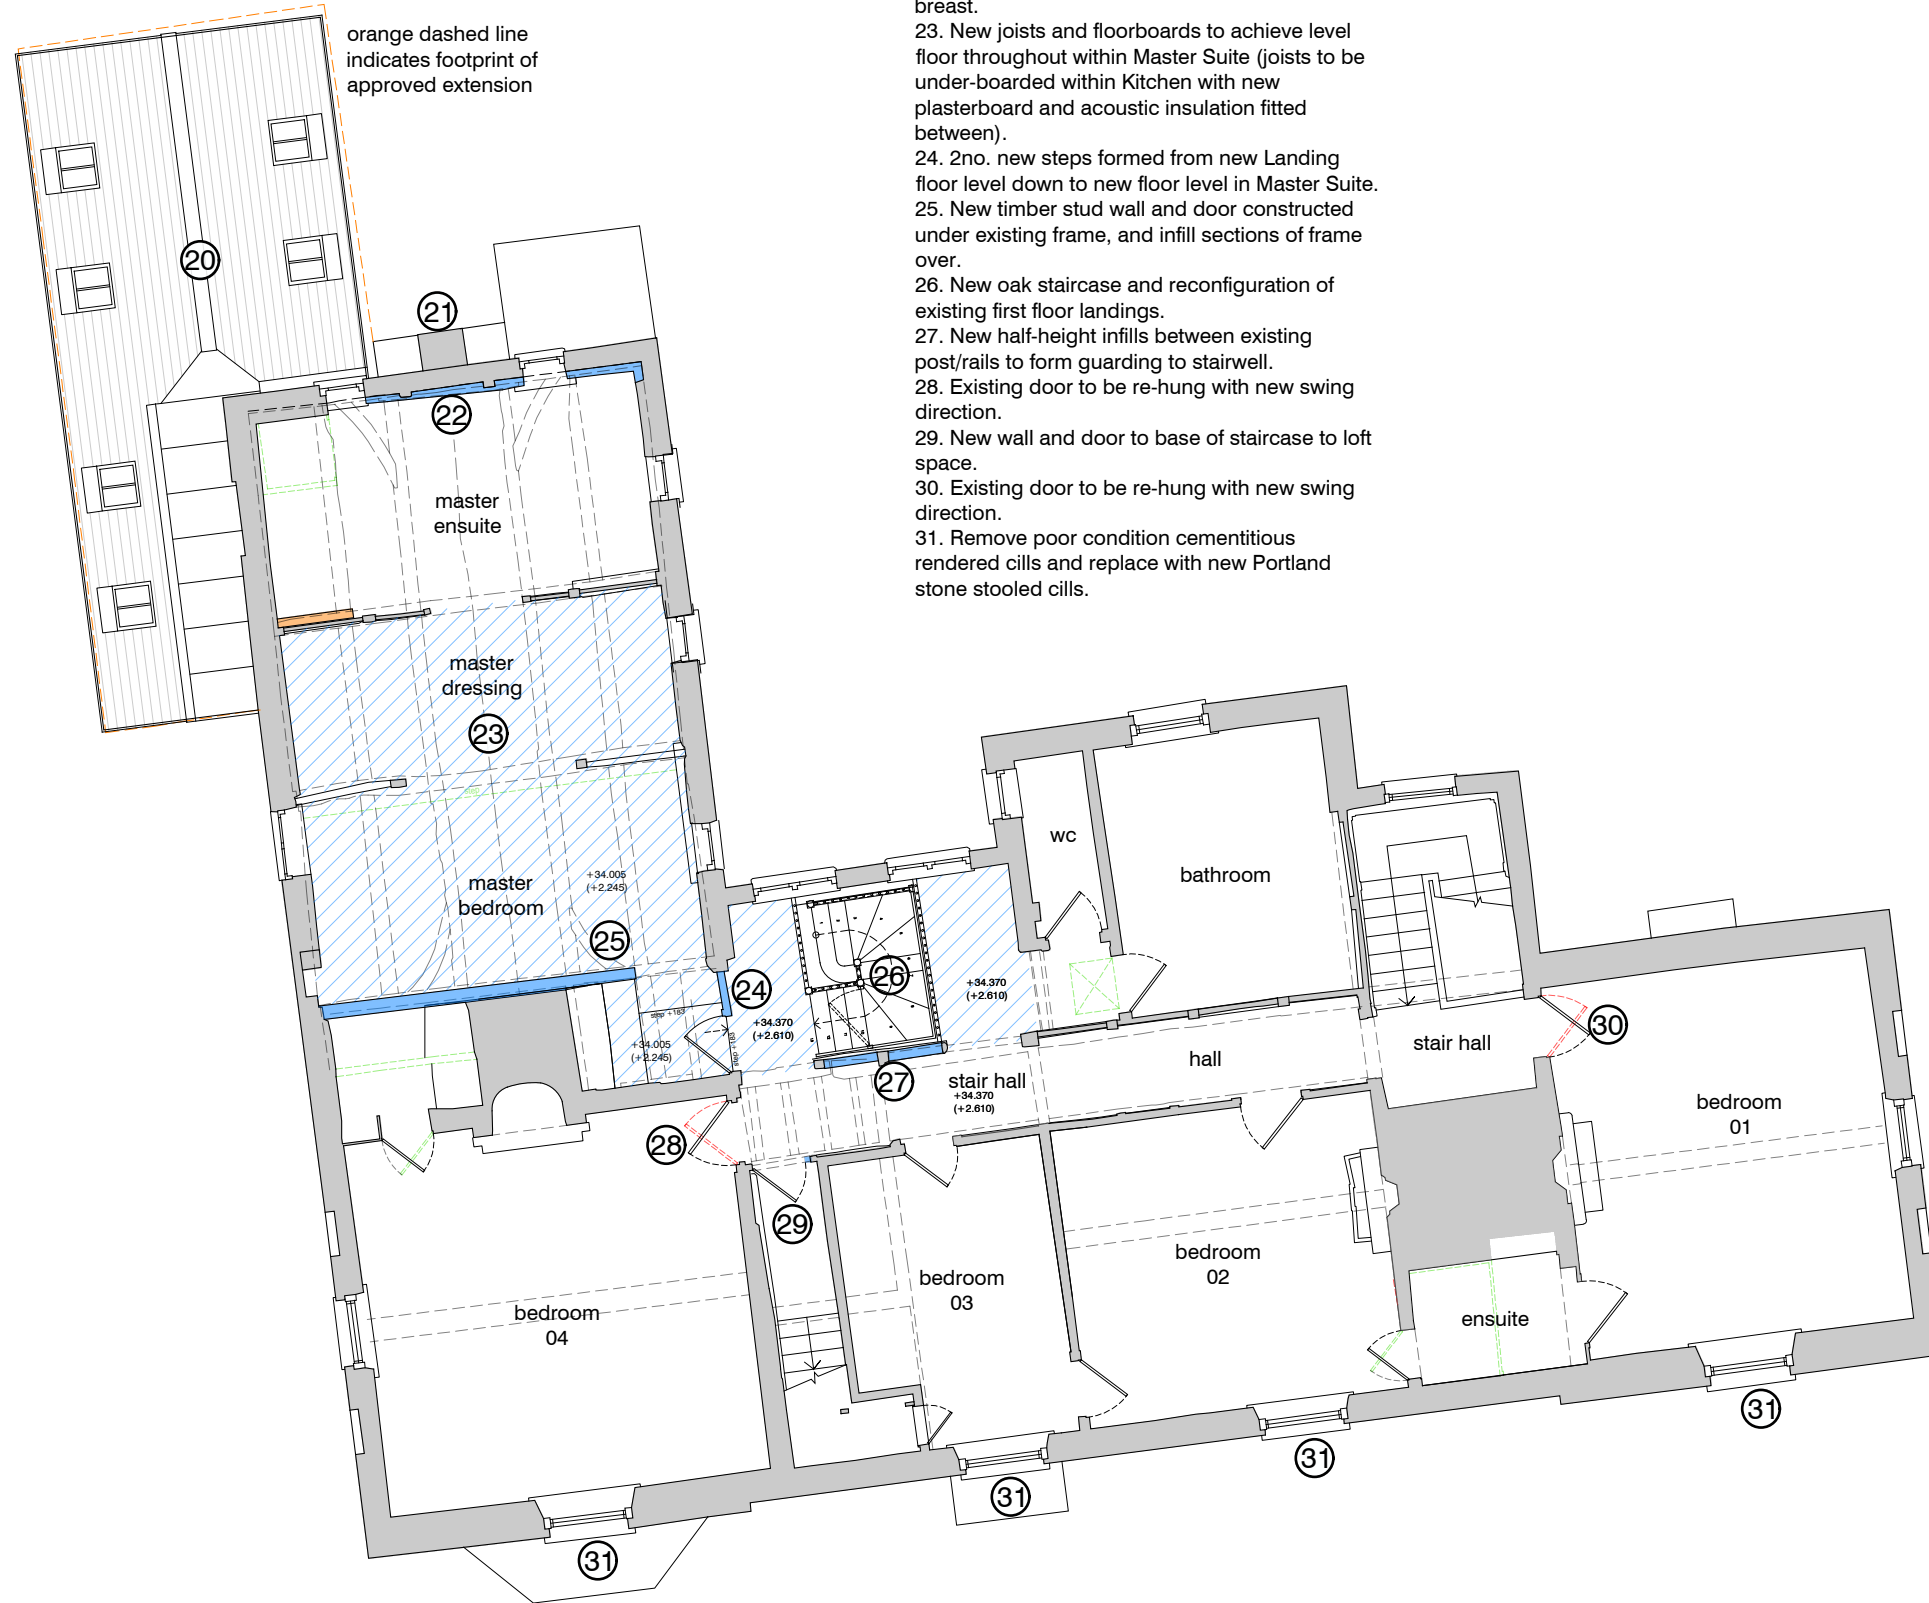 orange dashed line
indicates footprint of
approved extension
breast.
23. New joists and floorboards to achieve level
floor throughout within Master Suite (joists to be
under-boarded within Kitchen with new
plasterboard and acoustic insulation fitted
between).
24. 2no. new steps formed from new Landing
floor level down to new floor level in Master Suite.
25. New timber stud wall and door constructed
under existing frame, and infill sections of frame
over.
26. New oak staircase and reconfiguration of
existing first floor landings.
27. New half-height infills between existing
post/rails to form guarding to stairwell.
28. Existing door to be re-hung with new swing
direction.
29. New wall and door to base of staircase to loft
space.
30. Existing door to be re-hung with new swing
direction.
31. Remove poor condition cementitious
rendered cills and replace with new Portland
stone stooled cills.
20
21
22
master
ensuite
master
dressing
23
step
master
bedroom
+34.005
(+2.245)
25
24
step +183
+34.005
(+2.245)
step +183
+34.370
(+2.610)
26
+34.370
(+2.610)
27
wc
bathroom
stair hall
+34.370
(+2.610)
hall
stair hall
30
28
29
bedroom
01
bedroom
02
bedroom
03
bedroom
04
ensuite
31
31
31
31